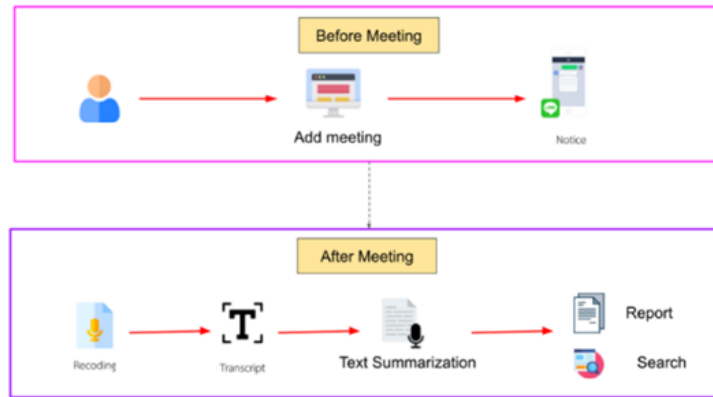 Before Meeting
Add meeting
Notice
After Meeting
Recoding
Transcript
Text Summarization
Report
Search